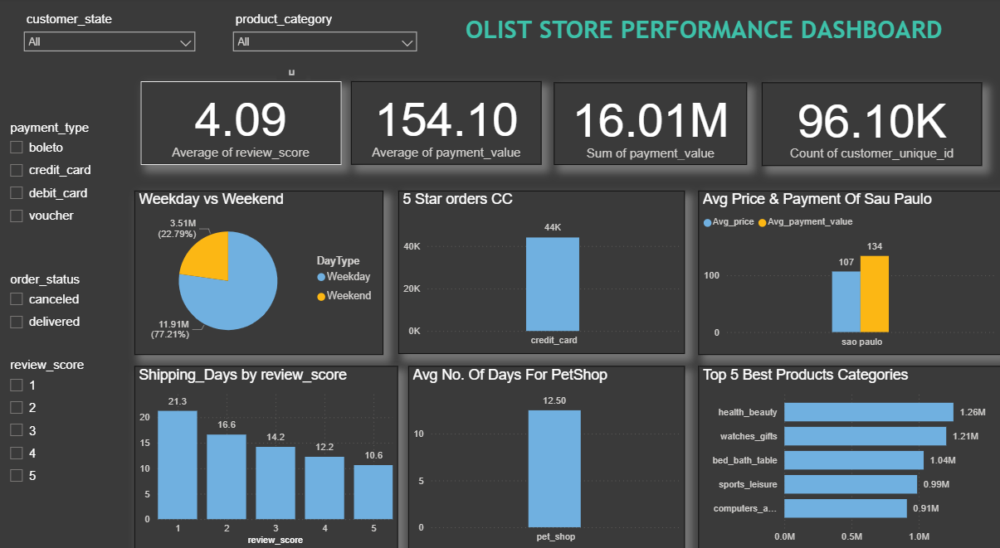 customer_state
All
product_category
All
OLIST STORE PERFORMANCE DASHBOARD
payment_type
boleto
credit_card
debit_card
voucher
order_status
canceled
delivered
review_score
1
2
3
4
5
4.09
Average of review_score
154.10
Average of payment_value
16.01M
Sum of payment_value
96.10K
Count of customer_unique_id
Weekday vs Weekend
3.51M
(22.79%)
11.91M
(77.21%)
DayType
Weekday
Weekend
5 Star orders CC
44K
40K
20K
0K
credit_card
Avg Price & Payment Of Sau Paulo
Avg_price Avg_payment_value
134
107
100
0
sao paulo
Shipping_Days by review_score
21.3
16.6
14.2
12.2
10.6
20
15
10
5
0
1 2 3 4 5
review_score
Avg No. Of Days For PetShop
12.50
10
5
0
pet_shop
Top 5 Best Products Categories
health_beauty 1.26M
watches_gifts 1.21M
bed_bath_table 1.04M
sports_leisure 0.99M
computers_a... 0.91M
0.0M 0.5M 1.0M